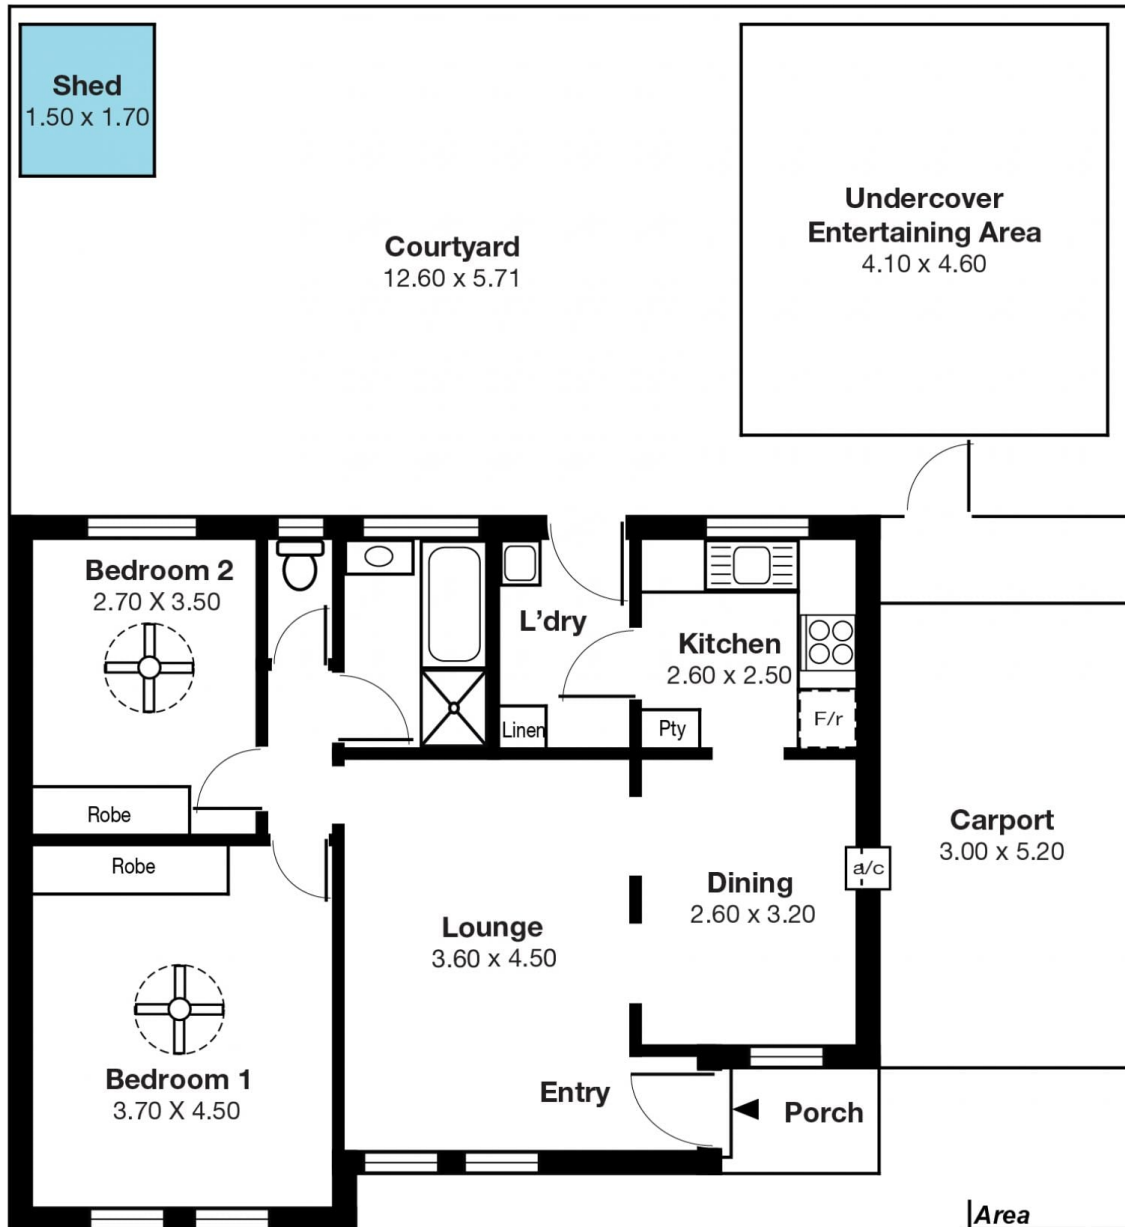 Shed
1.50 x 1.70
Undercover
Entertaining Area
4.10 x 4.60
Courtyard
12.60 x 5.71
Bedroom 2
2.70 X 3.50
L'dry
Kitchen
2.60 x 2.50
Linen
Pty
F/r
Robe
Robe
Carport
3.00 x 5.20
a/c
Dining
2.60 x 3.20
Lounge
3.60 x 4.50
Bedroom 1
3.70 X 4.50
Entry
Porch
Area